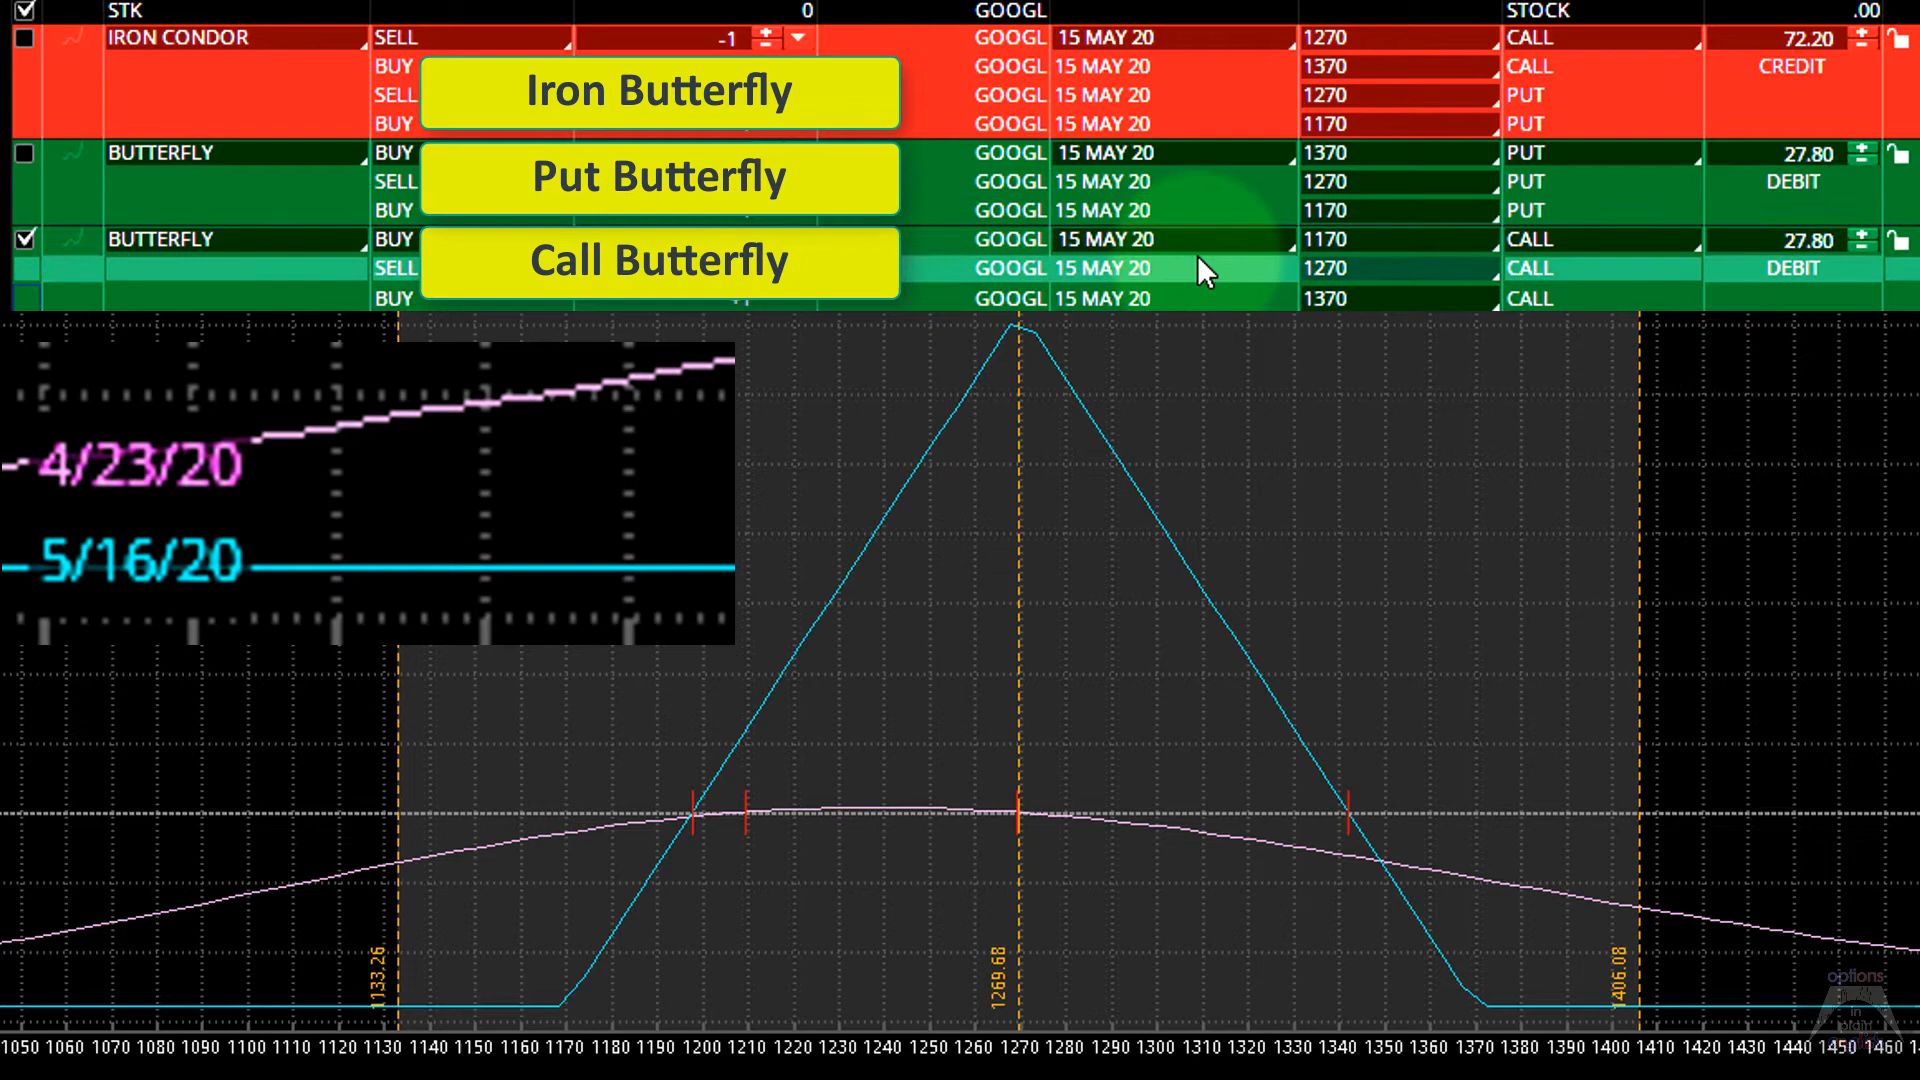 STK 0 GOOGL STOCK .00
IRON CONDOR SELL -1 GOOGL 15 MAY 20 1270 CALL 72.20
BUY GOOGL 15 MAY 20 1370 CALL CREDIT
Iron Butterfly
SELL GOOGL 15 MAY 20 1270 PUT
BUY GOOGL 15 MAY 20 1170 PUT
BUTTERFLY BUY GOOGL 15 MAY 20 1370 PUT 27.80
Put Butterfly
SELL GOOGL 15 MAY 20 1270 PUT DEBIT
BUY GOOGL 15 MAY 20 1170 PUT
BUTTERFLY BUY GOOGL 15 MAY 20 1170 CALL 27.80
Call Butterfly
SELL GOOGL 15 MAY 20 1270 CALL DEBIT
BUY GOOGL 15 MAY 20 1370 CALL
4/23/20
5/16/20
1133.26
1269.68
1406.08
options
in
plain
1050 1060 1070 1080 1090 1100 1110 1120 1130 1140 1150 1160 1170 1180 1190 1200 1210 1220 1230 1240 1250 1260 1270 1280 1290 1300 1310 1320 1330 1340 1350 1360 1370 1380 1390 1400 1410 1420 1430 1440 1450 1460